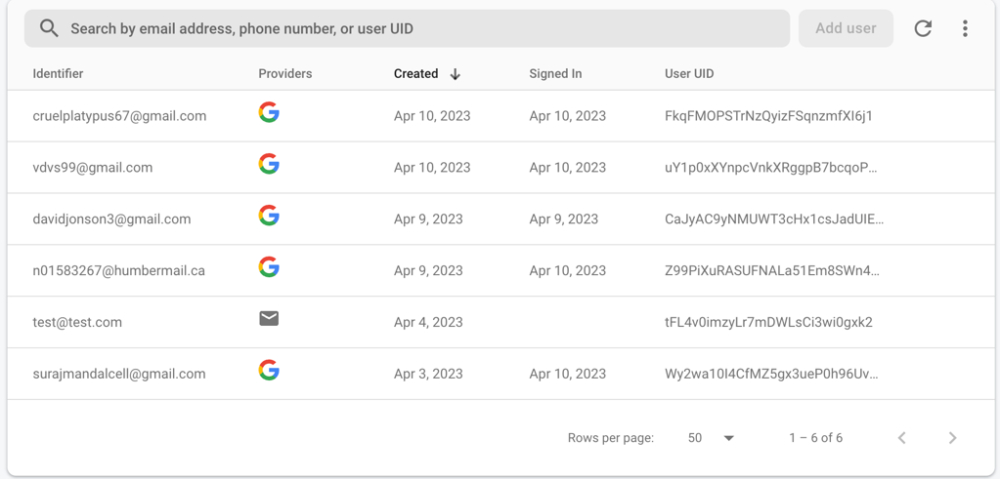 Search by email address, phone number, or user UID Add user
Identifier Providers Created Signed In User UID
cruelplatypus67@gmail.com Apr 10, 2023 Apr 10, 2023 FkqFMOPSTrNzQyizFSqnzmfXI6j1
vdvs99@gmail.com Apr 10, 2023 Apr 10, 2023 uY1p0xXYnpcVnkXRggpB7bcqoP...
davidjonson3@gmail.com Apr 9, 2023 Apr 9, 2023 CaJyAC9yNMUWT3cHx1csJadUIE...
n01583267@humbermail.ca Apr 9, 2023 Apr 10, 2023 Z99PiXuRASUFNALa51Em8SWn4...
test@test.com Apr 4, 2023 tFL4v0imzyLr7mDWLsCi3wi0gxk2
surajmandalcell@gmail.com Apr 3, 2023 Apr 10, 2023 Wy2wa10I4CfMZ5gx3ueP0h96Uv...
Rows per page: 50 1 – 6 of 6